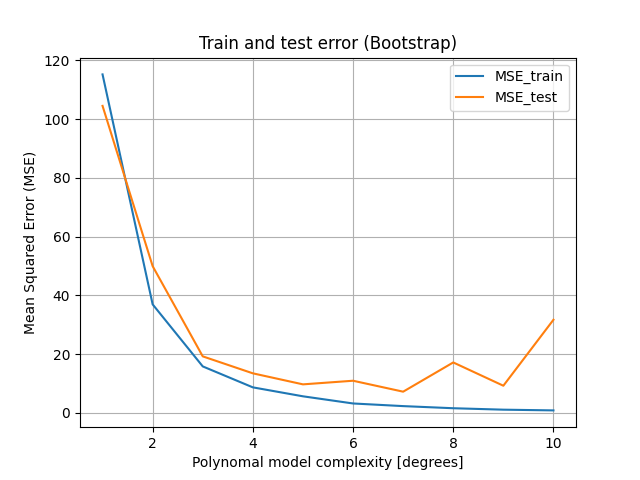 Train and test error (Bootstrap)
MSE_train
MSE_test
Mean Squared Error (MSE)
120
100
80
60
40
20
0
2
4
6
8
10
Polynomal model complexity [degrees]